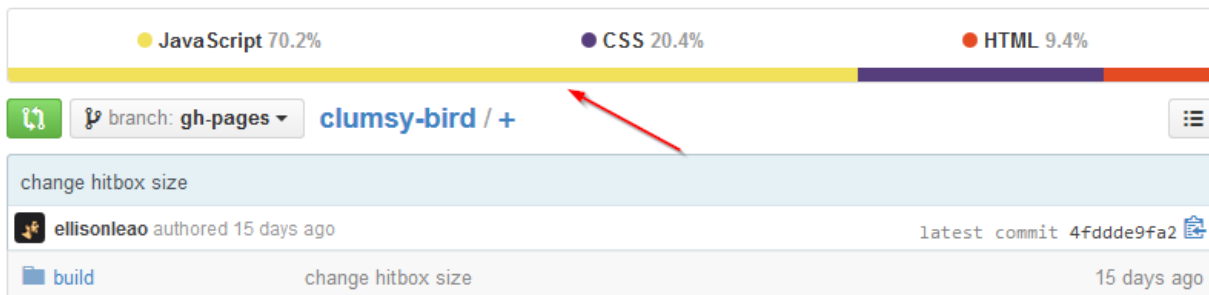 JavaScript 70.2% CSS 20.4% HTML 9.4%
branch: gh-pages clumsy-bird / +
change hitbox size
ellisonleao authored 15 days ago latest commit 4fddde9fa2
build change hitbox size 15 days ago